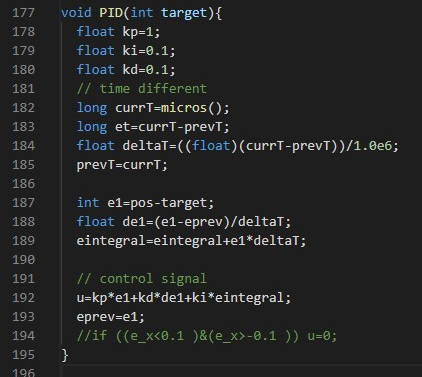 177 void PID(int target){
178 float kp=1;
179 float ki=0.1;
180 float kd=0.1;
181 // time different
182 long currT=micros();
183 long et=currT-prevT;
184 float deltaT=((float)(currT-prevT))/1.0e6;
185 prevT=currT;
186
187 int e1=pos-target;
188 float de1=(e1-eprev)/deltaT;
189 eintegral=eintegral+e1*deltaT;
190
191 // control signal
192 u=kp*e1+kd*de1+ki*eintegral;
193 eprev=e1;
194 //if ((e_x<0.1 )&(e_x>-0.1 )) u=0;
195 }
196